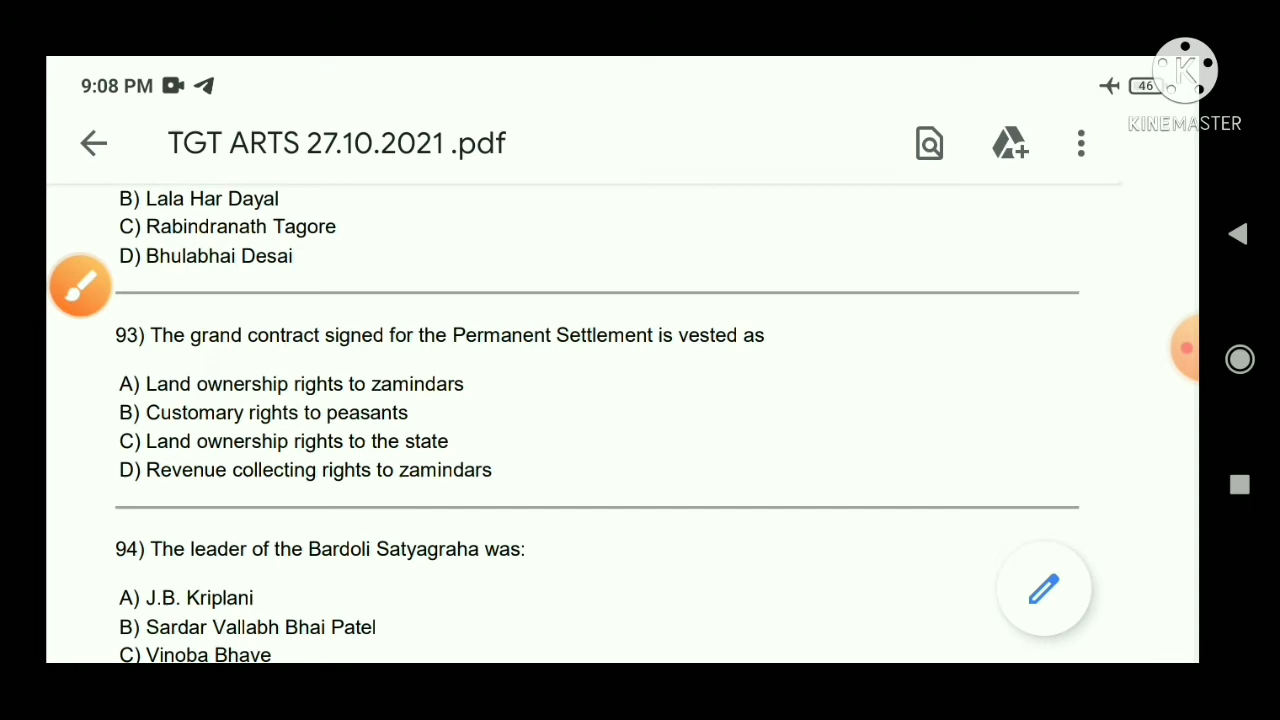 9:08 PM
46
KINEMASTER
TGT ARTS 27.10.2021 .pdf
B) Lala Har Dayal
C) Rabindranath Tagore
D) Bhulabhai Desai
93) The grand contract signed for the Permanent Settlement is vested as
A) Land ownership rights to zamindars
B) Customary rights to peasants
C) Land ownership rights to the state
D) Revenue collecting rights to zamindars
94) The leader of the Bardoli Satyagraha was:
A) J.B. Kriplani
B) Sardar Vallabh Bhai Patel
C) Vinoba Bhave